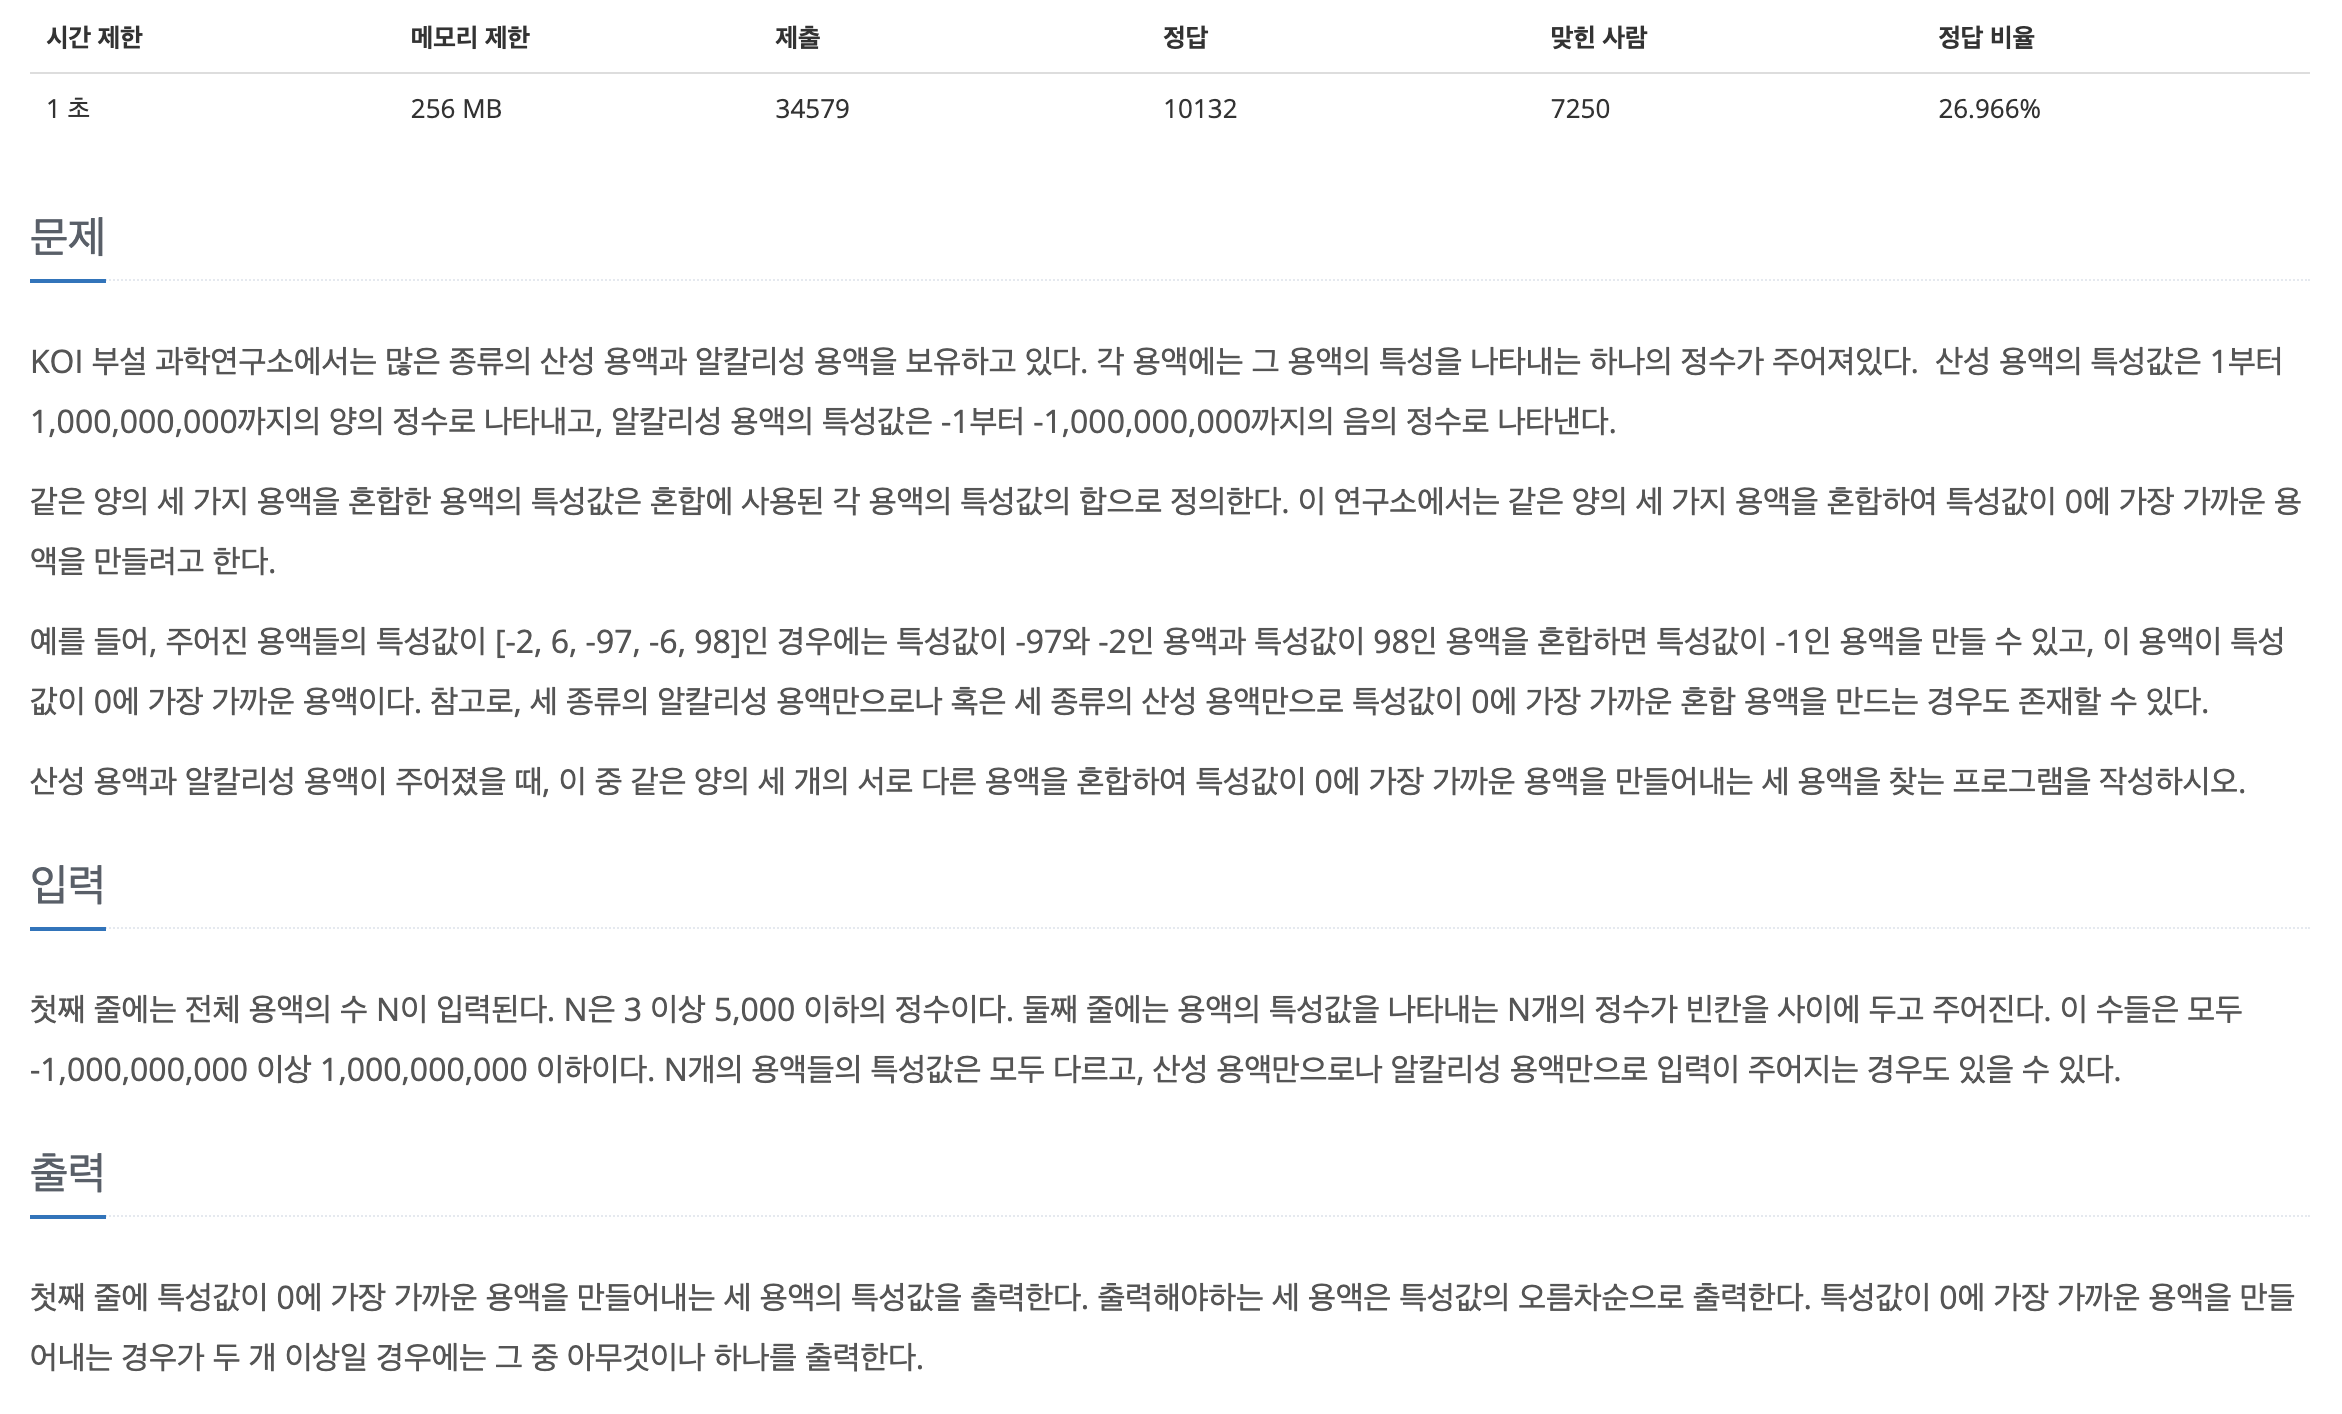 시간 제한 메모리 제한 제출 정답 맞힌 사람 정답 비율
1 초 256 MB 34579 10132 7250 26.966%
문제
KOI 부설 과학연구소에서는 많은 종류의 산성 용액과 알칼리성 용액을 보유하고 있다. 각 용액에는 그 용액의 특성을 나타내는 하나의 정수가 주어져있다. 산성 용액의 특성값은 1부터
1,000,000,000까지의 양의 정수로 나타내고, 알칼리성 용액의 특성값은 -1부터 -1,000,000,000까지의 음의 정수로 나타낸다.
같은 양의 세 가지 용액을 혼합한 용액의 특성값은 혼합에 사용된 각 용액의 특성값의 합으로 정의한다. 이 연구소에서는 같은 양의 세 가지 용액을 혼합하여 특성값이 0에 가장 가까운 용
액을 만들려고 한다.
예를 들어, 주어진 용액들의 특성값이 [-2, 6, -97, -6, 98]인 경우에는 특성값이 -97와 -2인 용액과 특성값이 98인 용액을 혼합하면 특성값이 -1인 용액을 만들 수 있고, 이 용액이 특성
값이 0에 가장 가까운 용액이다. 참고로, 세 종류의 알칼리성 용액만으로나 혹은 세 종류의 산성 용액만으로 특성값이 0에 가장 가까운 혼합 용액을 만드는 경우도 존재할 수 있다.
산성 용액과 알칼리성 용액이 주어졌을 때, 이 중 같은 양의 세 개의 서로 다른 용액을 혼합하여 특성값이 0에 가장 가까운 용액을 만들어내는 세 용액을 찾는 프로그램을 작성하시오.
입력
첫째 줄에는 전체 용액의 수 N이 입력된다. N은 3 이상 5,000 이하의 정수이다. 둘째 줄에는 용액의 특성값을 나타내는 N개의 정수가 빈칸을 사이에 두고 주어진다. 이 수들은 모두
-1,000,000,000 이상 1,000,000,000 이하이다. N개의 용액들의 특성값은 모두 다르고, 산성 용액만으로나 알칼리성 용액만으로 입력이 주어지는 경우도 있을 수 있다.
출력
첫째 줄에 특성값이 0에 가장 가까운 용액을 만들어내는 세 용액의 특성값을 출력한다. 출력해야하는 세 용액은 특성값의 오름차순으로 출력한다. 특성값이 0에 가장 가까운 용액을 만들
어내는 경우가 두 개 이상일 경우에는 그 중 아무것이나 하나를 출력한다.